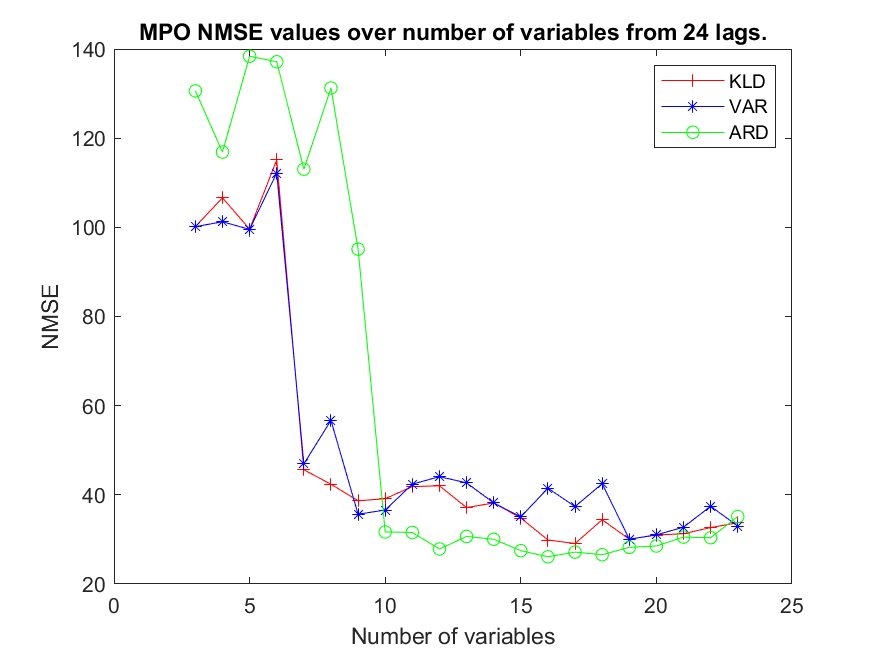 MPO NMSE values over number of variables from 24 lags.
140
120
100
80
60
40
20
NMSE
KLD
VAR
ARD
0 5 10 15 20 25
Number of variables